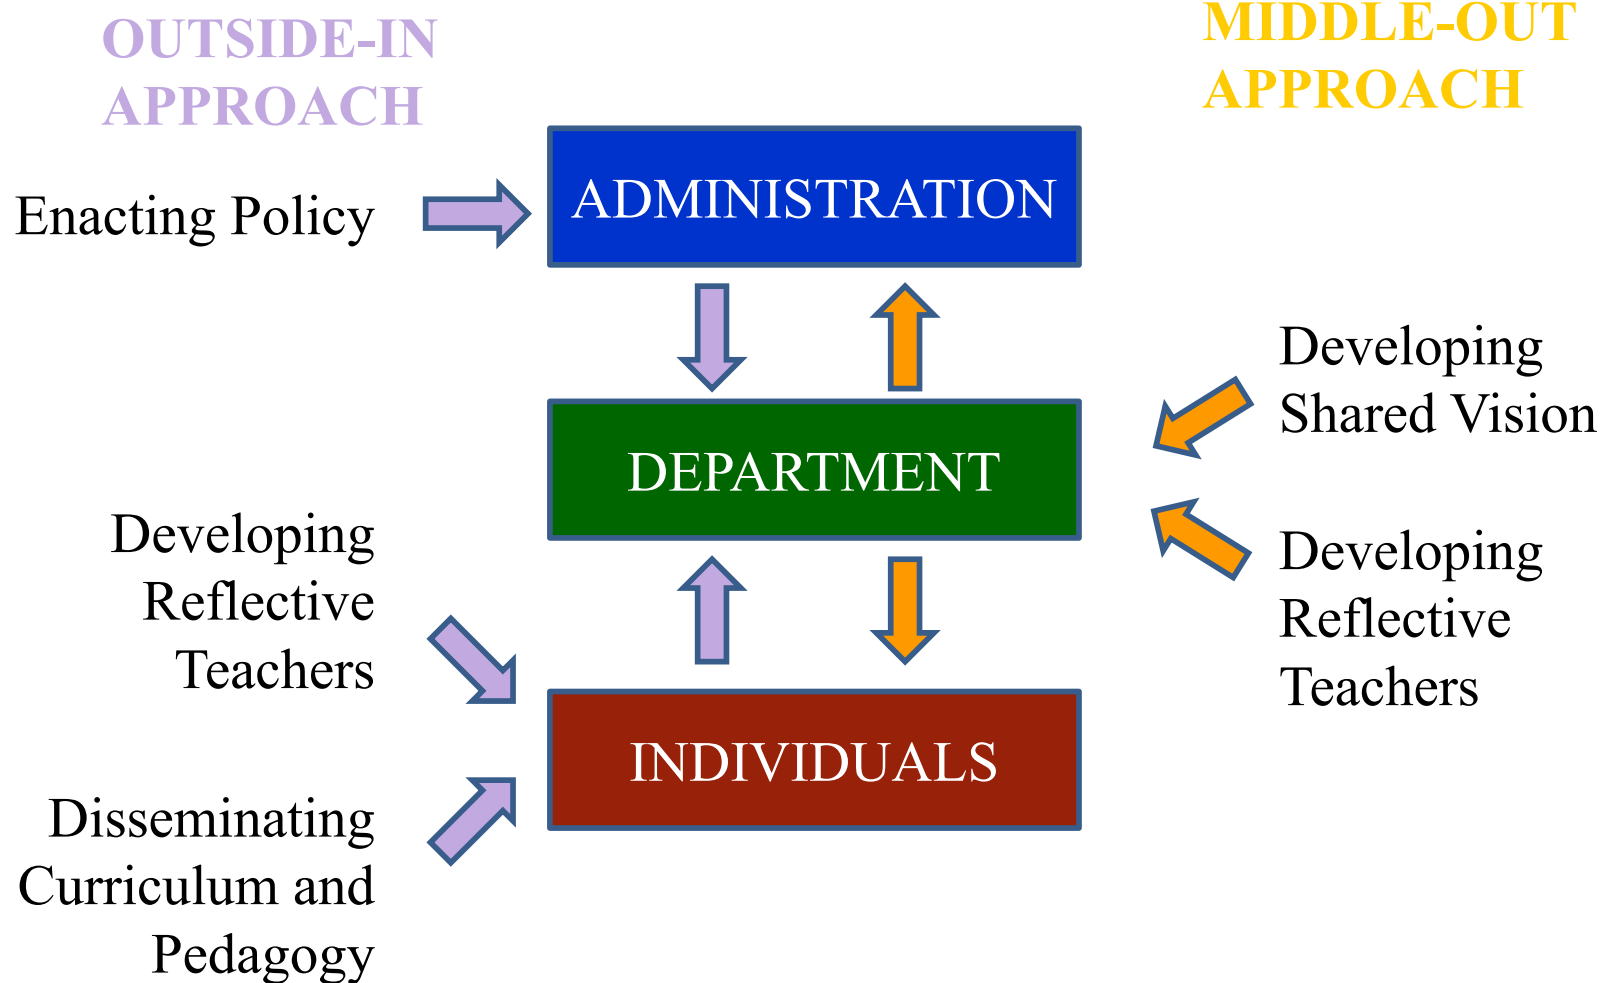 OUTSIDE-IN
APPROACH
MIDDLE-OUT
APPROACH
Enacting Policy
ADMINISTRATION
Developing
Shared Vision
DEPARTMENT
Developing
Reflective
Teachers
Developing
Reflective
Teachers
INDIVIDUALS
Disseminating
Curriculum and
Pedagogy